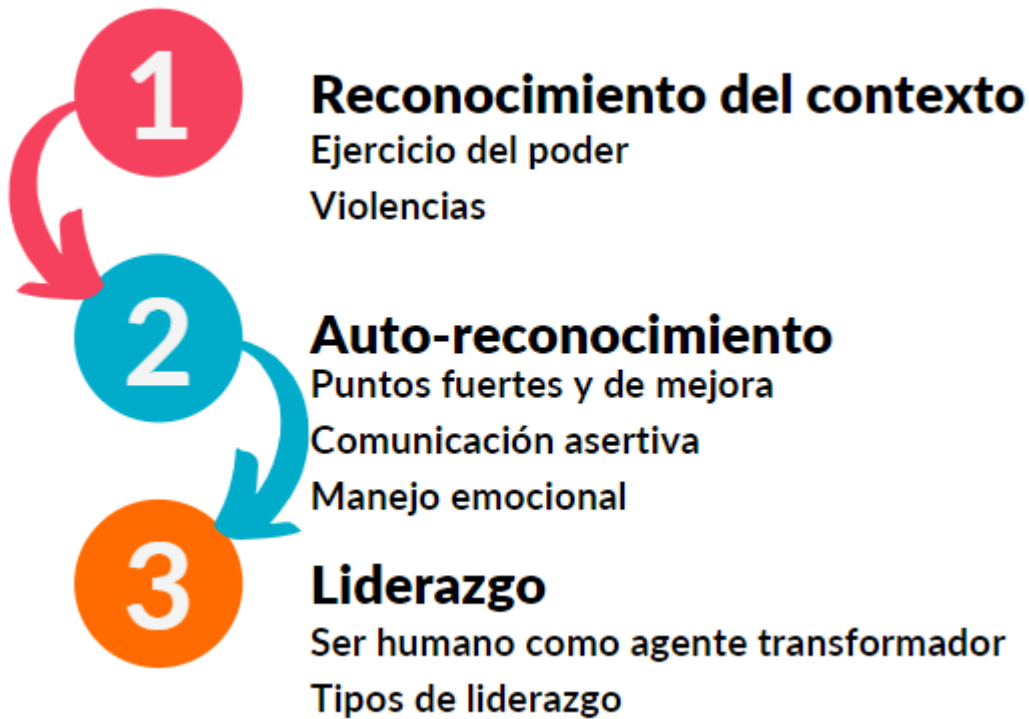 1
Reconocimiento del contexto
Ejercicio del poder
Violencias
2
Auto-reconocimiento
Puntos fuertes y de mejora
Comunicación asertiva
Manejo emocional
3
Liderazgo
Ser humano como agente transformador
Tipos de liderazgo